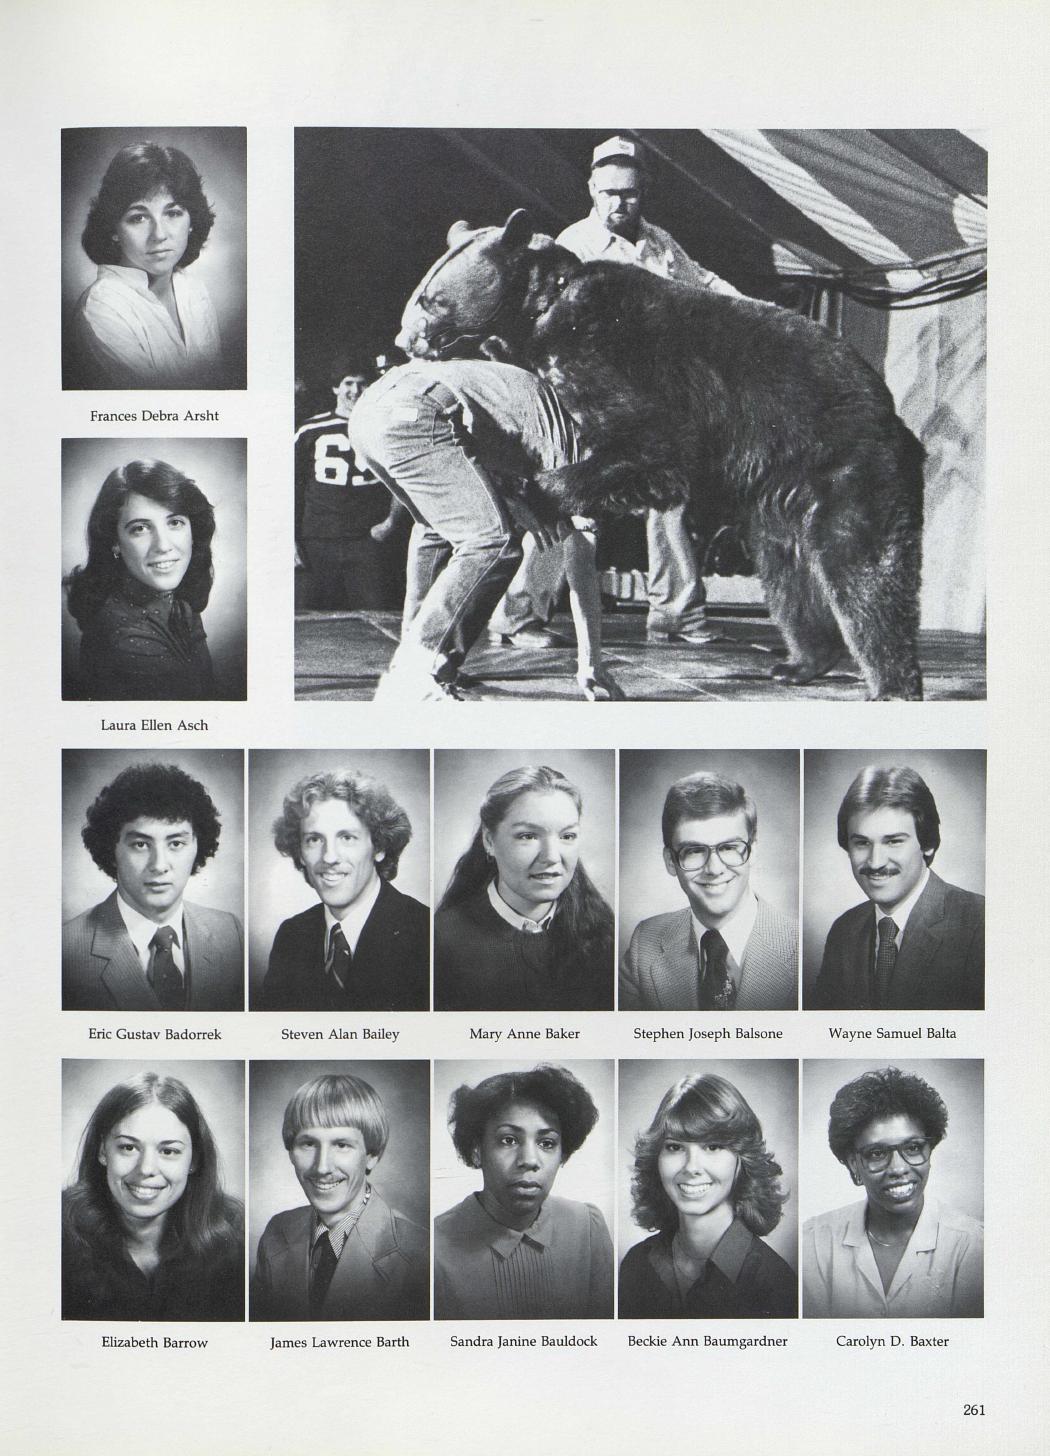 Frances Debra Arsht
Laura Ellen Asch
Eric Gustav Badorrek
Steven Alan Bailey
Mary Anne Baker
Stephen Joseph Balsone
Wayne Samuel Balta
Elizabeth Barrow
James Lawrence Barth
Sandra Janine Bauldock
Beckie Ann Baumgardner
Carolyn D. Baxter
261